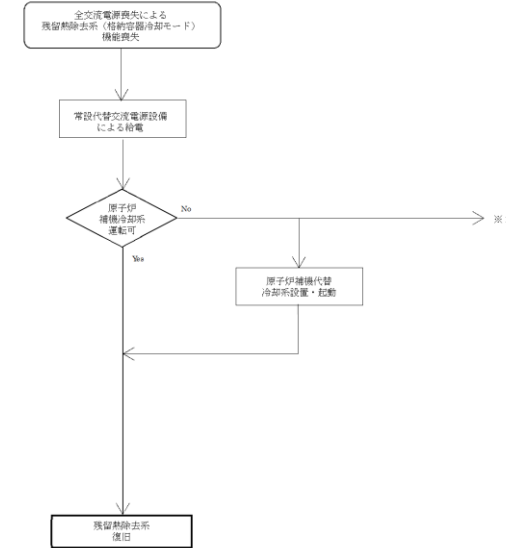 全交流電源喪失による
残留熱除去系（格納容器冷却モード）
機能喪失
常設代替交流電源設備
による給電
原子炉
補機冷却系
運転可
No
※
Yes
原子炉補機代替
冷却系設置・起動
残留熱除去系
復旧